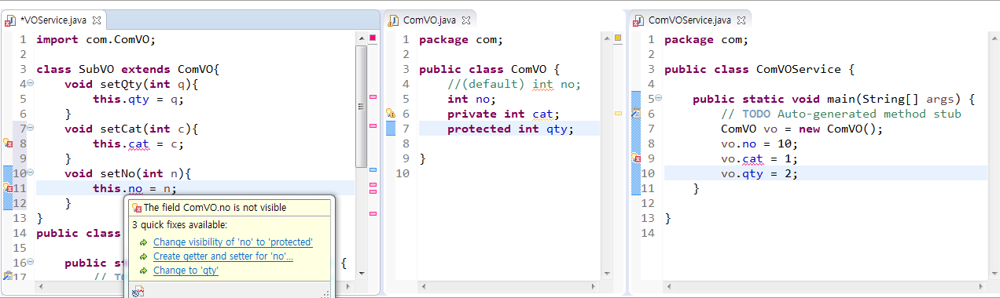 *VOService.java
1 import com.ComVO;
2
3 class SubVO extends ComVO{
4 void setQty(int q){
5 this.qty = q;
6 }
7 void setCat(int c){
8 this.cat = c;
9 }
10 void setNo(int n){
11 this.no = n;
12 }
13 }
14 public class
15
16 public st {
17 // TO
The field ComVO.no is not visible
3 quick fixes available:
Change visibility of 'no' to 'protected'
Create getter and setter for 'no'...
Change to 'qty'
ComVO.java
1 package com;
2
3 public class ComVO {
4 //(default) int no;
5 int no;
6 private int cat;
7 protected int qty;
8
9 }
10
ComVOService.java
1 package com;
2
3 public class ComVOService {
4
5 public static void main(String[] args) {
6 // TODO Auto-generated method stub
7 ComVO vo = new ComVO();
8 vo.no = 10;
9 vo.cat = 1;
10 vo.qty = 2;
11 }
12
13 }
14